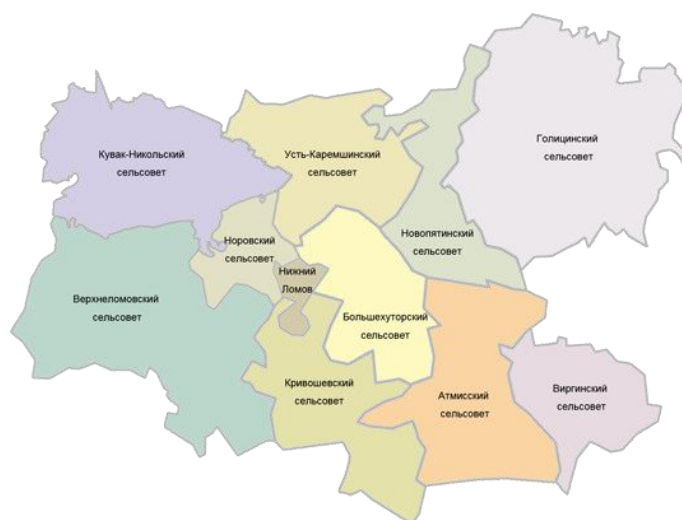 Голицинский
сельсовет
Кувак-Никольский
сельсовет
Усть-Каремшинский
сельсовет
Новопятинский
сельсовет
Норовский
сельсовет
Нижний
Ломов
Верхнеломовский
сельсовет
Большехуторский
сельсовет
Кривошевский
сельсовет
Атмисский
сельсовет
Виргинский
сельсовет